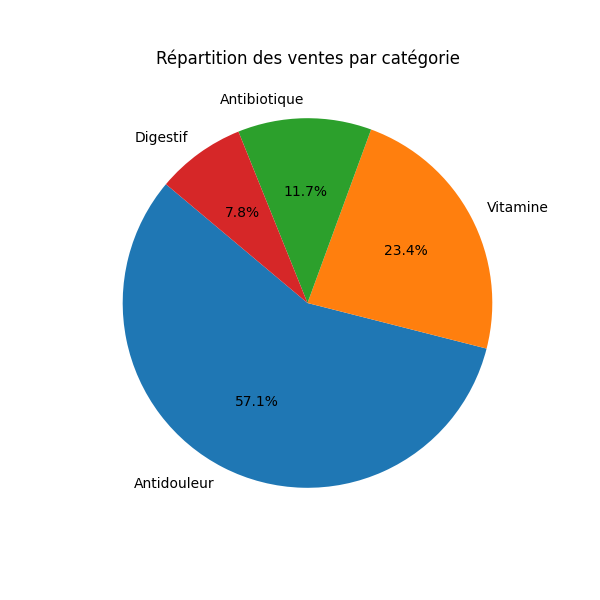 Répartition des ventes par catégorie
Antibiotique
Digestif
11.7%
Vitamine
7.8%
23.4%
57.1%
Antidouleur